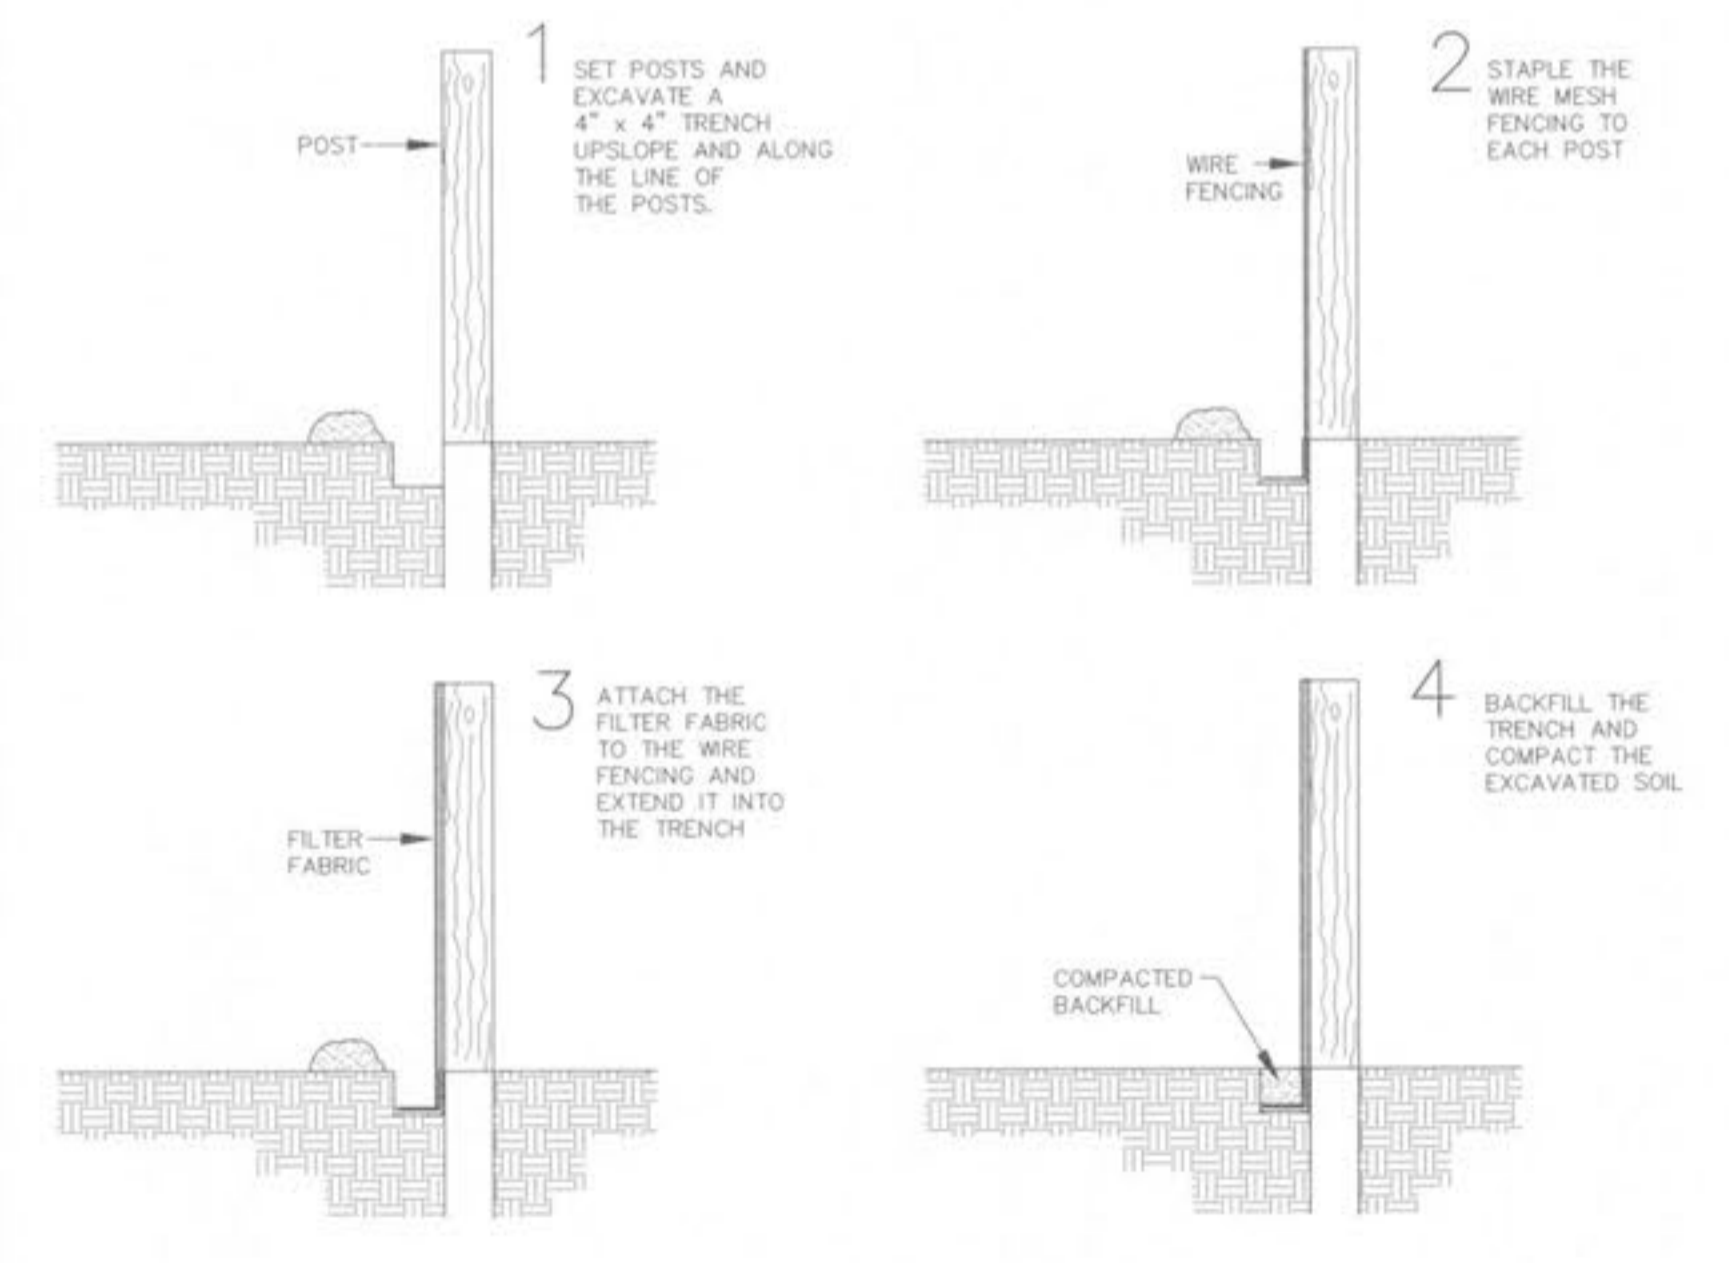 1
SET POSTS AND
EXCAVATE A
4" x 4" TRENCH
UPSLOPE AND ALONG
THE LINE OF
THE POSTS.
POST
2
STAPLE THE
WIRE MESH
FENCING TO
EACH POST
WIRE
FENCING
3
ATTACH THE
FILTER FABRIC
TO THE WIRE
FENCING AND
EXTEND IT INTO
THE TRENCH
FILTER
FABRIC
4
BACKFILL THE
TRENCH AND
COMPACT THE
EXCAVATED SOIL
COMPACTED
BACKFILL